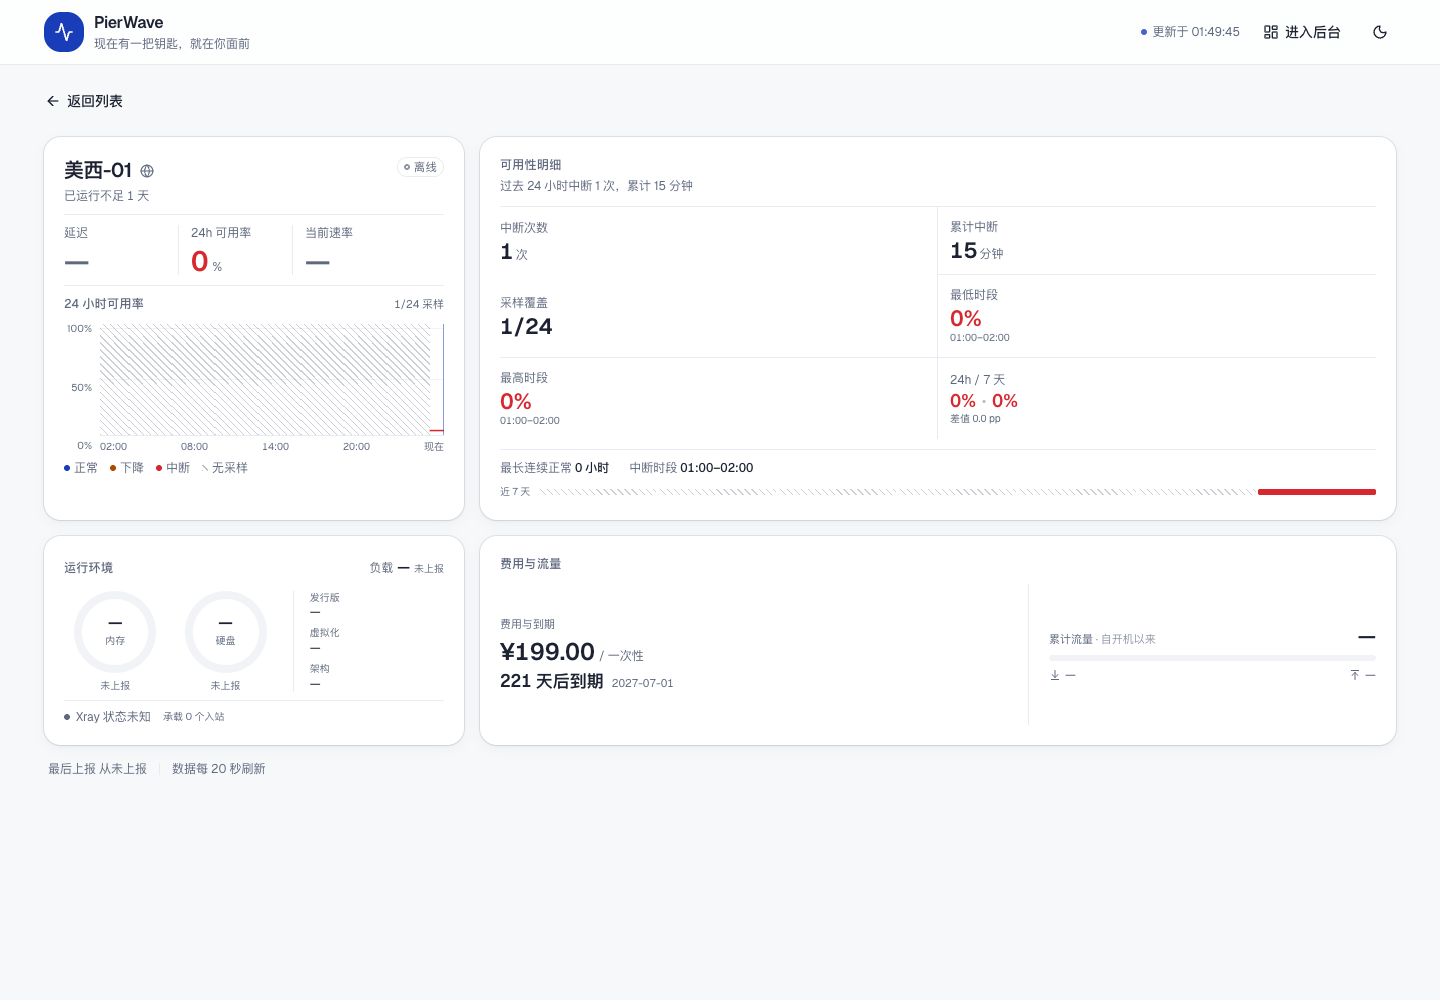 PierWave
现在有一把钥匙，就在你面前
更新于 01:49:45
进入后台
返回列表
美西-01
离线
已运行不足 1 天
延迟
24h 可用率
当前速率
—
0 %
—
24 小时可用率
1/24 采样
100%
50%
0%
02:00
08:00
14:00
20:00
现在
正常
下降
中断
无采样
可用性明细
过去 24 小时中断 1 次，累计 15 分钟
中断次数
1 次
累计中断
15 分钟
采样覆盖
1/24
最低时段
0%
01:00–02:00
最高时段
0%
01:00–02:00
24h / 7 天
0% · 0%
差值 0.0 pp
最长连续正常 0 小时
中断时段 01:00–02:00
近 7 天
运行环境
负载 — 未上报
—
内存
未上报
—
硬盘
未上报
发行版
—
虚拟化
—
架构
—
Xray 状态未知
承载 0 个入站
费用与流量
费用与到期
¥199.00 / 一次性
221 天后到期 2027-07-01
累计流量 · 自开机以来
—
—
—
最后上报 从未上报
数据每 20 秒刷新